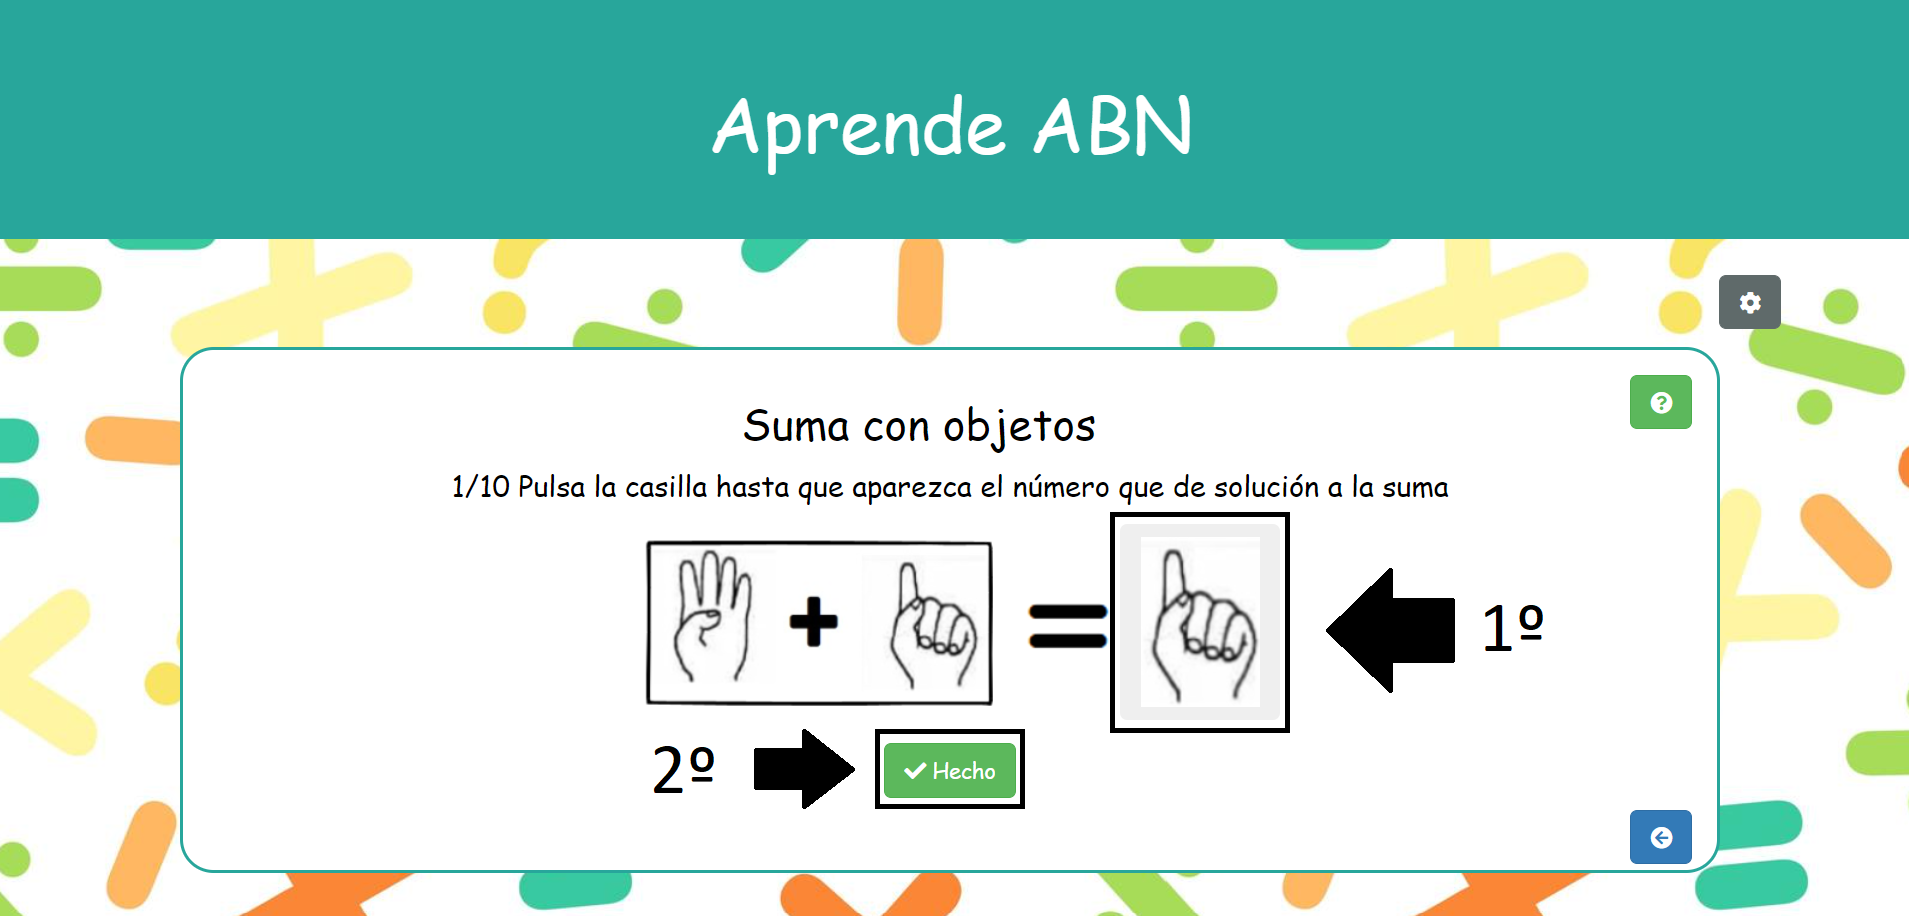 Aprende ABN
Suma con objetos
1/10 Pulsa la casilla hasta que aparezca el número que de solución a la suma
+ = 1º
2º Hecho